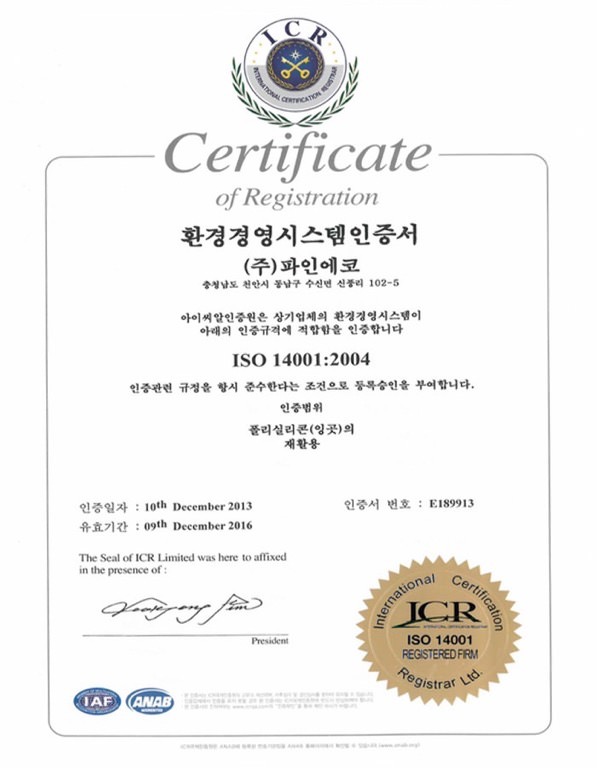 ICR
INTERNATIONAL CERTIFICATION REGISTRAR
Certificate
of Registration
환경경영시스템인증서
(주)파인에코
충청남도 천안시 동남구 수신면 신풍리 102-5
아이씨알인증원은 상기업체의 환경경영시스템이
아래의 인증규격에 적합함을 인증합니다
ISO 14001:2004
인증관련 규정을 항시 준수한다는 조건으로 등록승인을 부여합니다.
인증범위
폴리실리콘(잉곳)의
재활용
인증일자 : 10th December 2013
인증서 번호 : E189913
유효기간 : 09th December 2016
The Seal of ICR Limited was here to affixed
in the presence of :
President
International Certification
ICR
INTERNATIONAL CERTIFICATION REGISTRAR
ISO 14001
REGISTERED FIRM
Registrar Ltd.
IAF
ANAB
ACCREDITED